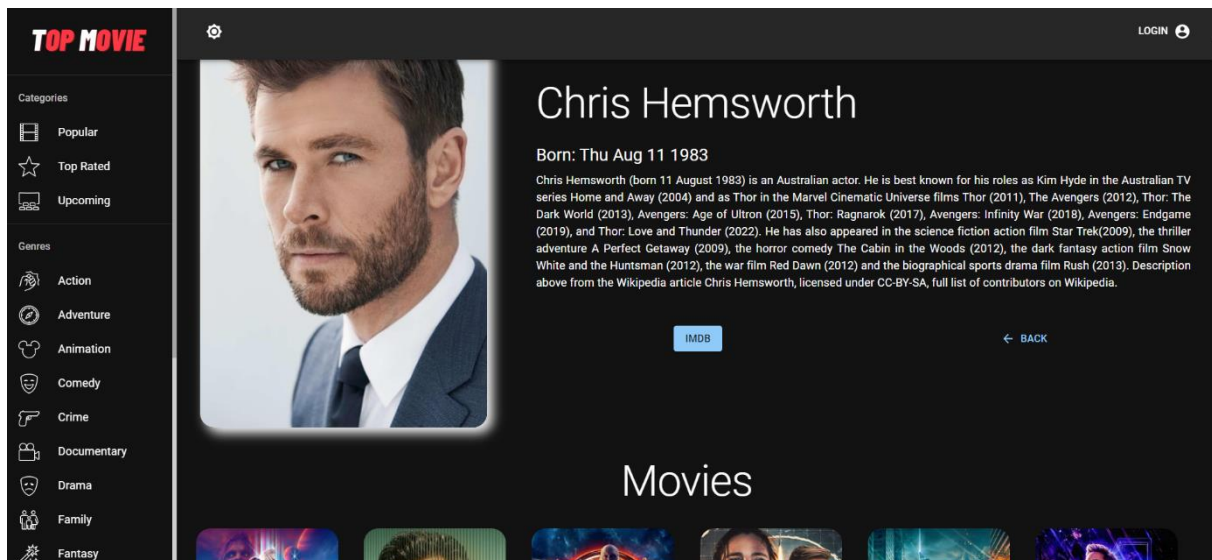 TOP MOVIE
LOGIN
Categories
Popular
Top Rated
Upcoming
Genres
Action
Adventure
Animation
Comedy
Crime
Documentary
Drama
Family
Fantasy
Chris Hemsworth
Born: Thu Aug 11 1983
Chris Hemsworth (born 11 August 1983) is an Australian actor. He is best known for his roles as Kim Hyde in the Australian TV
series Home and Away (2004) and as Thor in the Marvel Cinematic Universe films Thor (2011), The Avengers (2012), Thor: The
Dark World (2013), Avengers: Age of Ultron (2015), Thor: Ragnarok (2017), Avengers: Infinity War (2018), Avengers: Endgame
(2019), and Thor: Love and Thunder (2022). He has also appeared in the science fiction action film Star Trek(2009), the thriller
adventure A Perfect Getaway (2009), the horror comedy The Cabin in the Woods (2012), the dark fantasy action film Snow
White and the Huntsman (2012), the war film Red Dawn (2012) and the biographical sports drama film Rush (2013). Description
above from the Wikipedia article Chris Hemsworth, licensed under CC-BY-SA, full list of contributors on Wikipedia.
IMDB
← BACK
Movies